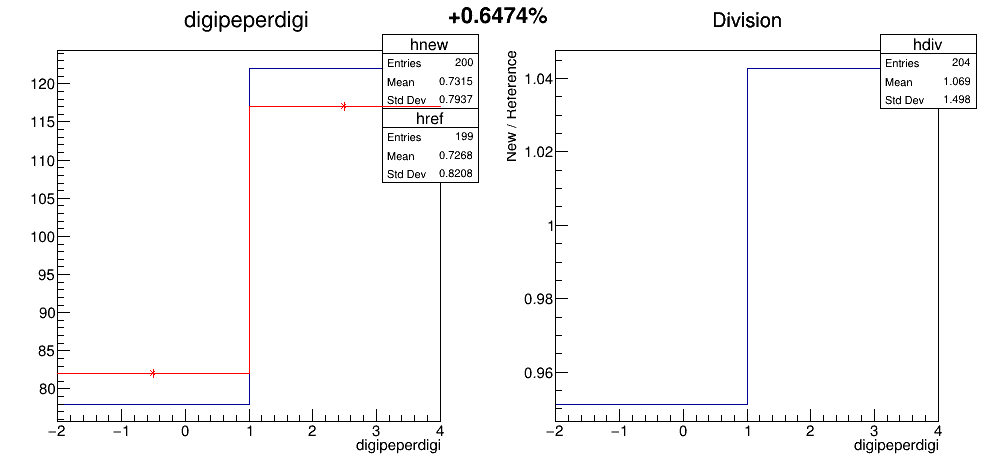 digipeperdigi
+0.6474%
Division
hnew
Entries 200
Mean 0.7315
Std Dev 0.7937
href
Entries 199
Mean 0.7268
Std Dev 0.8208
120
115
110
105
100
95
90
85
80
−2 −1 0 1 2 3 4
digipeperdigi
hdiv
Entries 204
Mean 1.069
Std Dev 1.498
New / Reference
1.04
1.02
1
0.98
0.96
−2 −1 0 1 2 3 4
digipeperdigi